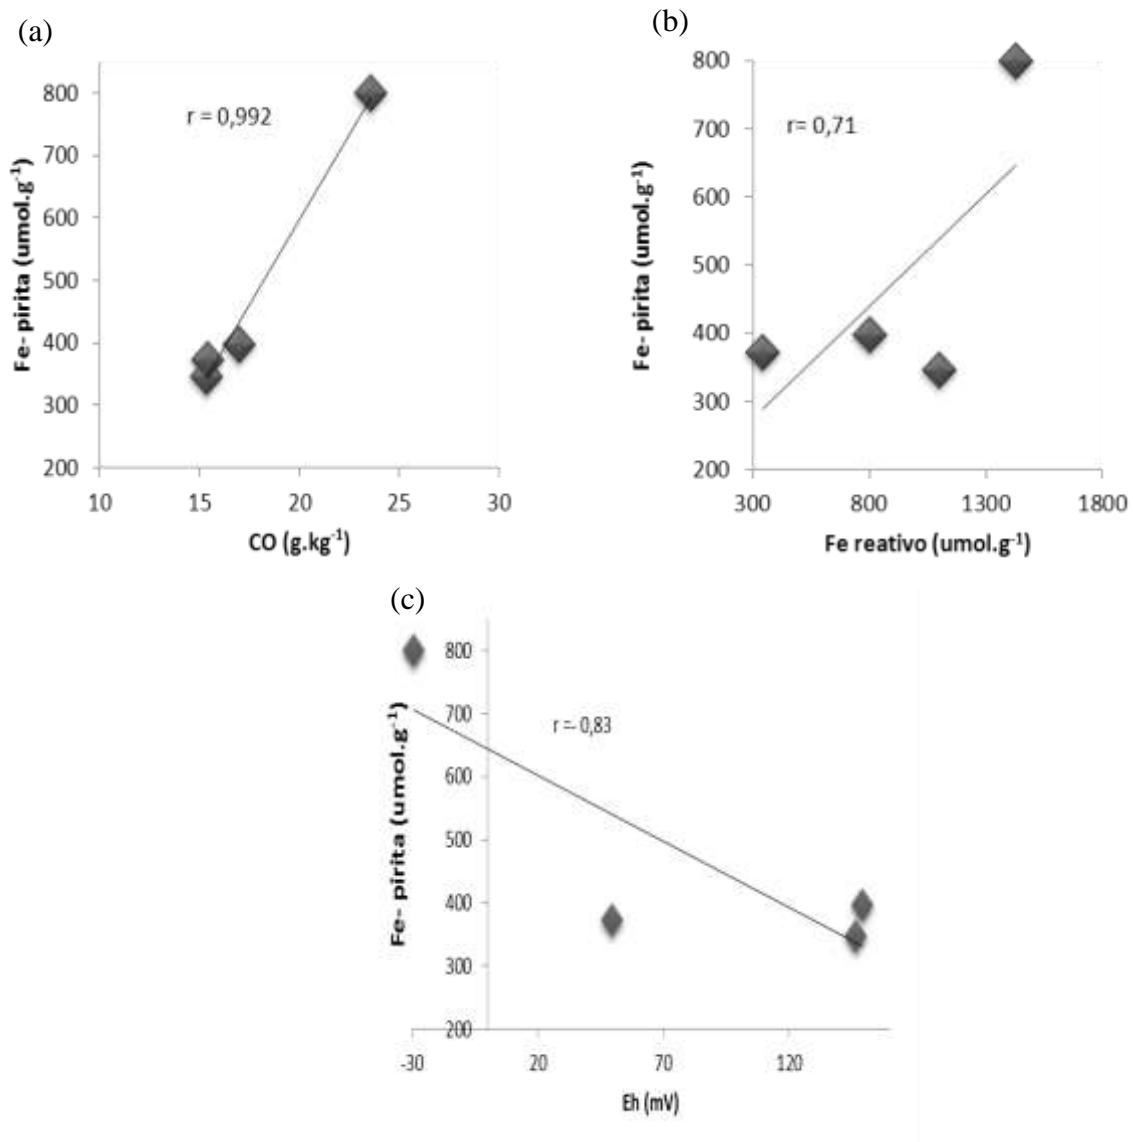 (a)
r = 0,992
Fe- pirita (umol.g⁻¹)
800
700
600
500
400
300
200
10 15 20 25 30
CO (g.kg⁻¹)
(b)
r= 0,71
Fe- pirita (umol.g⁻¹)
800
700
600
500
400
300
200
300 800 1300 1800
Fe reativo (umol.g⁻¹)
(c)
r =- 0,83
Fe- pirita (umol.g⁻¹)
800
700
600
500
400
300
200
-30 20 70 120
Eh (mV)